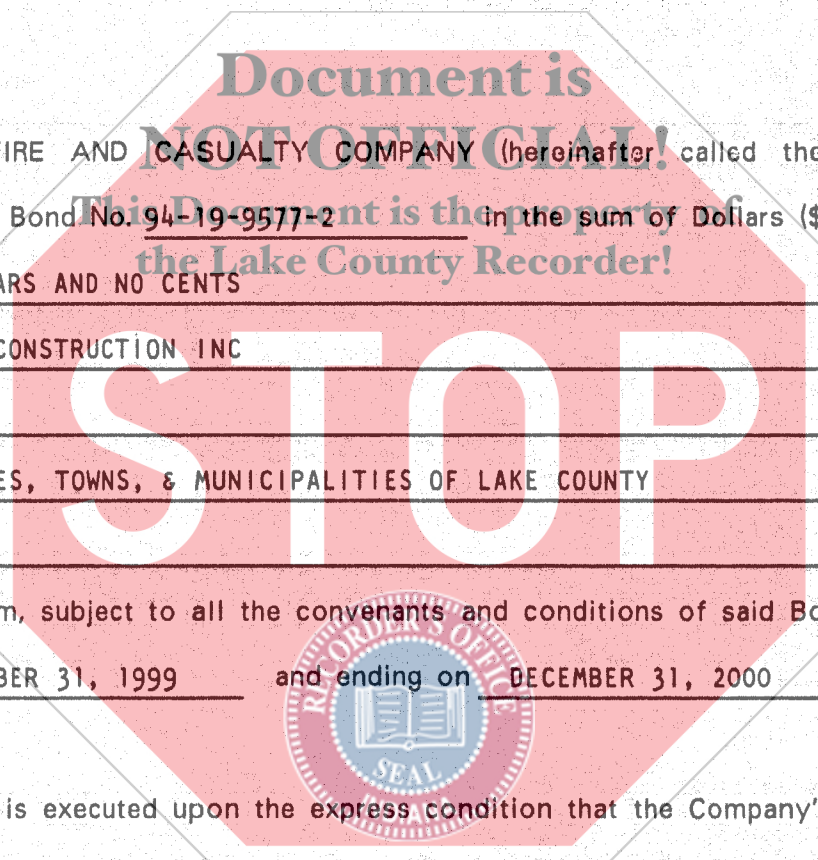 Document is
NOT OFFICIAL!
This Document is the property of
the Lake County Recorder!
STOP
FIRE AND CASUALTY COMPANY (hereinafter called the
Bond No. 94-19-9577-2 in the sum of Dollars ($
ARS AND NO CENTS
CONSTRUCTION INC
ES, TOWNS, & MUNICIPALITIES OF LAKE COUNTY
m, subject to all the convenants and conditions of said Bo
BER 31, 1999 and ending on DECEMBER 31, 2000
RECORDER'S OFFICE
SEAL
is executed upon the express condition that the Company'